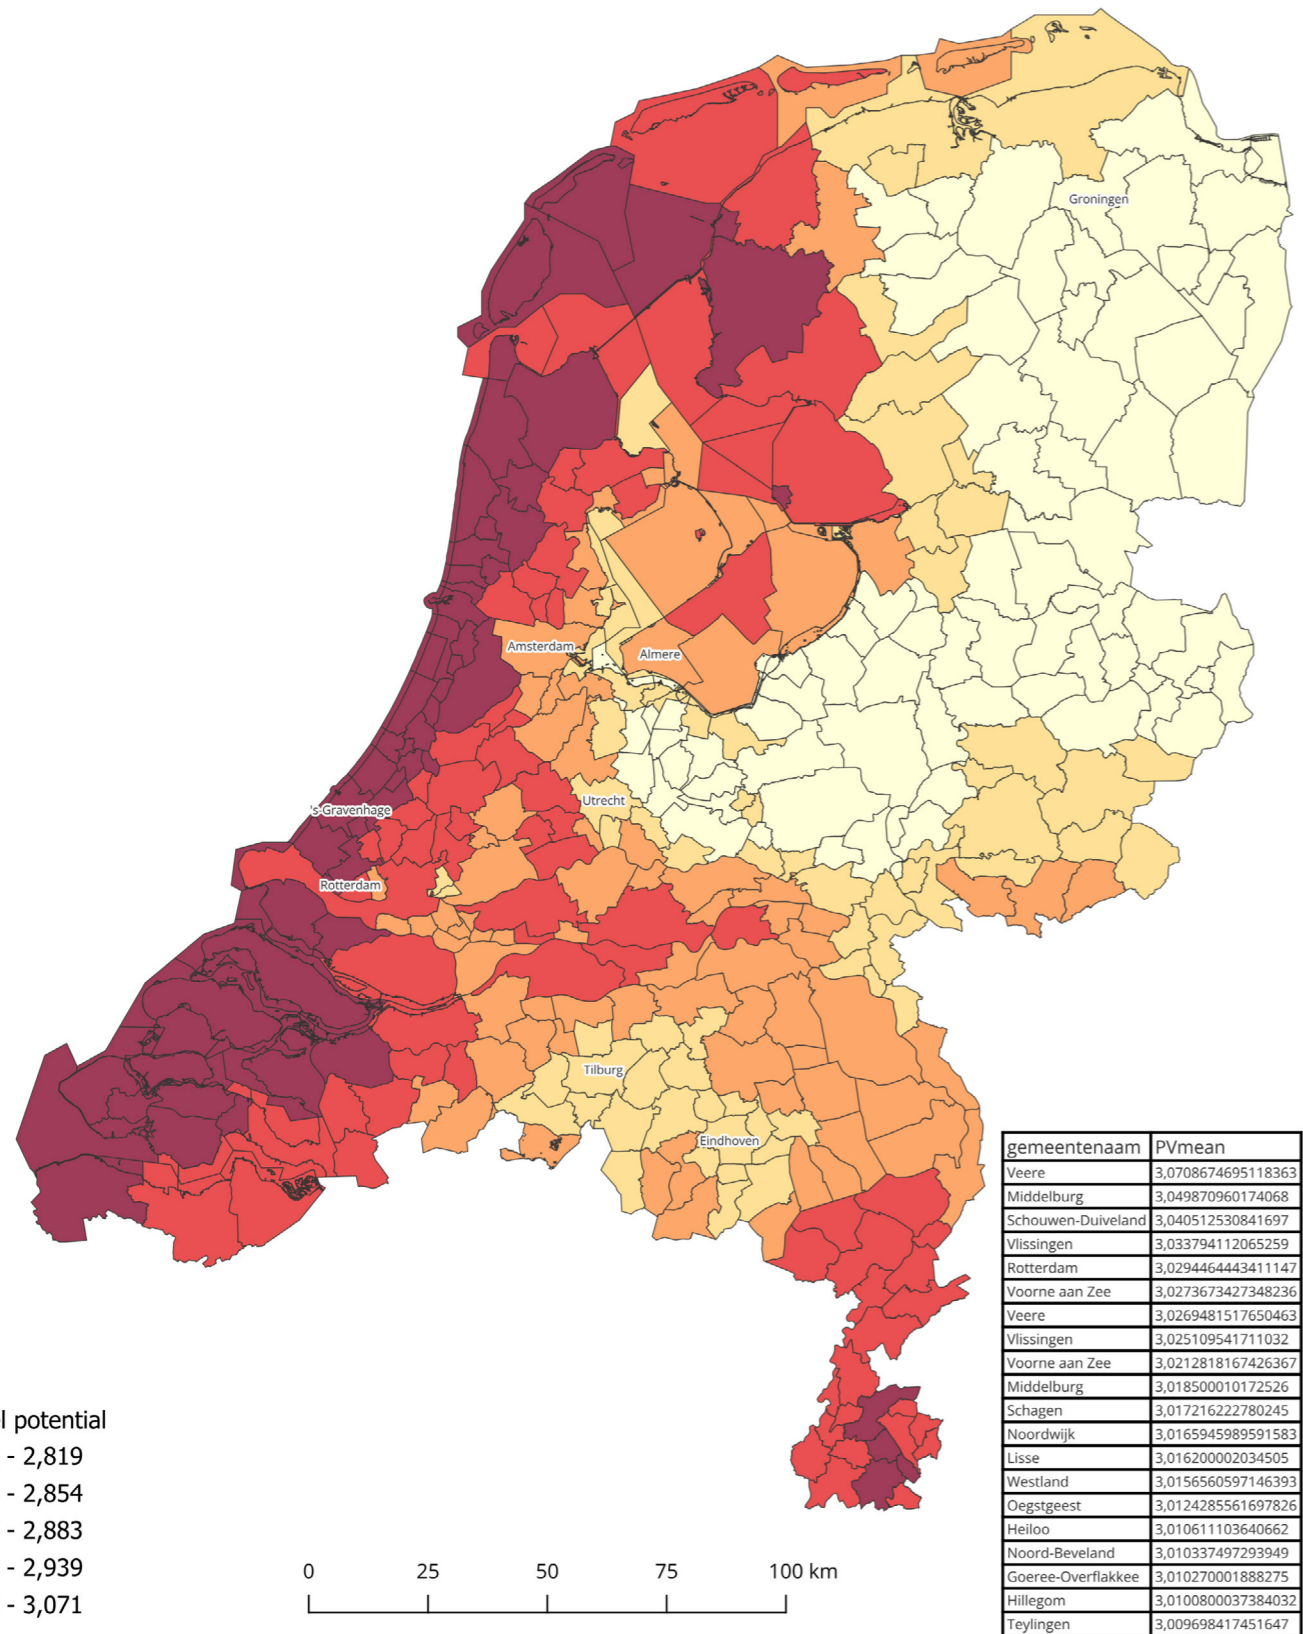 Groningen
Amsterdam
Almere
Utrecht
's-Gravenhage
Rotterdam
Tilburg
Eindhoven
gemeentenaam PVmean
Veere 3,0708674695118363
Middelburg 3,049870960174068
Schouwen-Duiveland 3,040512530841697
Vlissingen 3,033794112065259
Rotterdam 3,0294464443411147
Voorne aan Zee 3,0273673427348236
Veere 3,0269481517650463
Vlissingen 3,025109541711032
Voorne aan Zee 3,0212818167426367
Middelburg 3,018500010172526
Schagen 3,017216222780245
Noordwijk 3,0165945989591583
Lisse 3,016200002034505
Westland 3,0156560597146393
Oegstgeest 3,0124285561697826
Heiloo 3,010611103640662
Noord-Beveland 3,010337497293949
Goeree-Overflakkee 3,010270001888275
Hillegom 3,0100800037384032
Teylingen 3,009698417451647
l potential
- 2,819
- 2,854
- 2,883
- 2,939
- 3,071
0 25 50 75 100 km